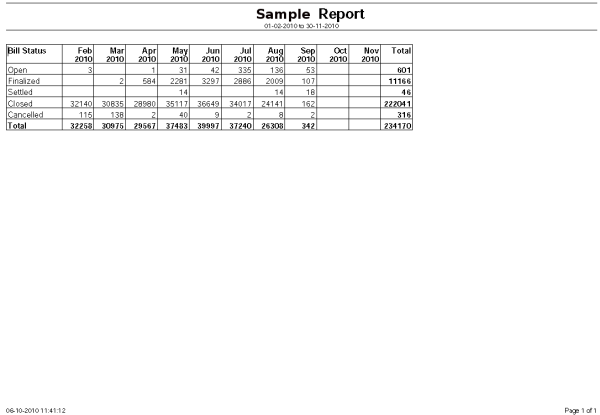 Sample Report
01-02-2010 to 30-11-2010
Bill Status Feb 2010 Mar 2010 Apr 2010 May 2010 Jun 2010 Jul 2010 Aug 2010 Sep 2010 Oct 2010 Nov 2010 Total
Open 3 1 31 42 335 136 53 601
Finalized 2 584 2281 3297 2886 2009 107 11166
Settled 14 14 18 46
Closed 32140 30835 28980 35117 36649 34017 24141 162 222041
Cancelled 115 138 2 40 9 2 8 2 316
Total 32258 30975 29567 37483 39997 37240 26308 342 234170
06-10-2010 11:41:12 Page 1 of 1